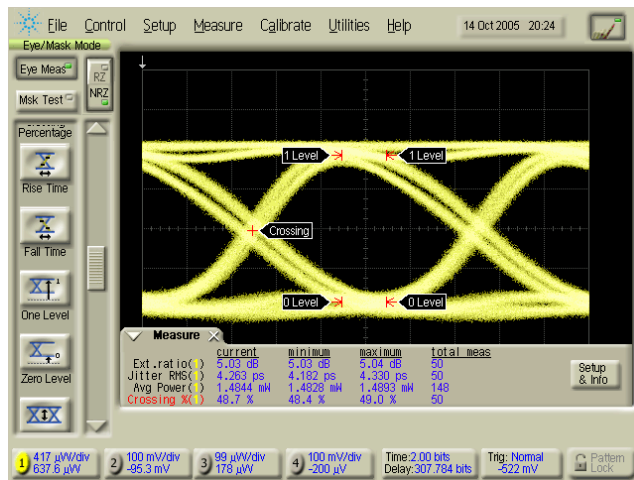 File Control Setup Measure Calibrate Utilities Help 14 Oct 2005 20:24
Eye/Mask Mode
Eye Meas
RZ
Msk Test
NRZ
Percentage
Rise Time
Fall Time
One Level
Zero Level
1 Level 1 Level
Crossing
0 Level 0 Level
Measure
current minimum maximum total meas
Ext.ratio(1) 5.03 dB 5.03 dB 5.04 dB 50
Jitter RMS(1) 4.263 ps 4.182 ps 4.330 ps 50
Avg Power(1) 1.4844 mW 1.4828 mW 1.4893 mW 148
Crossing %(1) 48.7 % 48.4 % 49.0 % 50
Setup
& Info
1 417 µW/div
637.6 µW
2 100 mV/div
-95.3 mV
3 99 µW/div
178 µW
4 100 mV/div
-200 µV
Time:2.00 bits
Delay:307.784 bits
Trig: Normal
-522 mV
Pattern
Lock